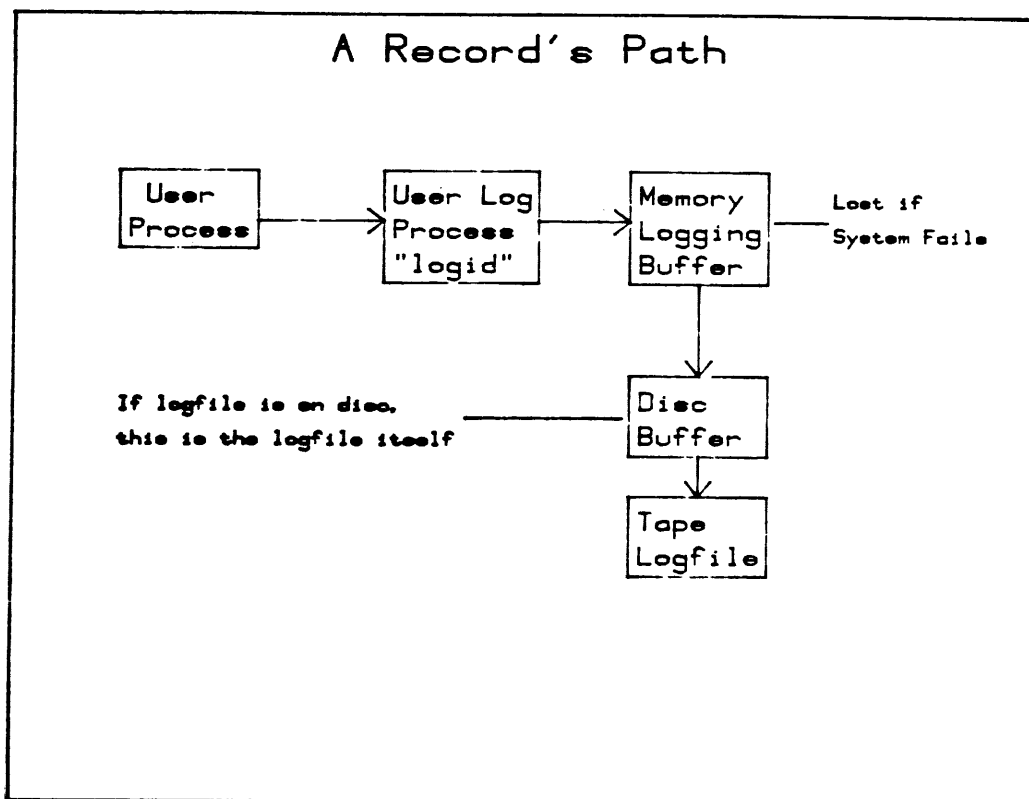 A Record's Path
User
Process
User Log
Process
"logid"
Memory
Logging
Buffer
Lost if
System Fails
If logfile is on disc,
this is the logfile itself
Disc
Buffer
Tape
Logfile